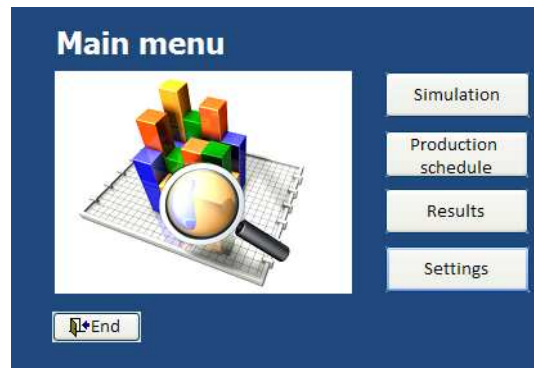 Main menu
Simulation
Production
schedule
Results
Settings
End